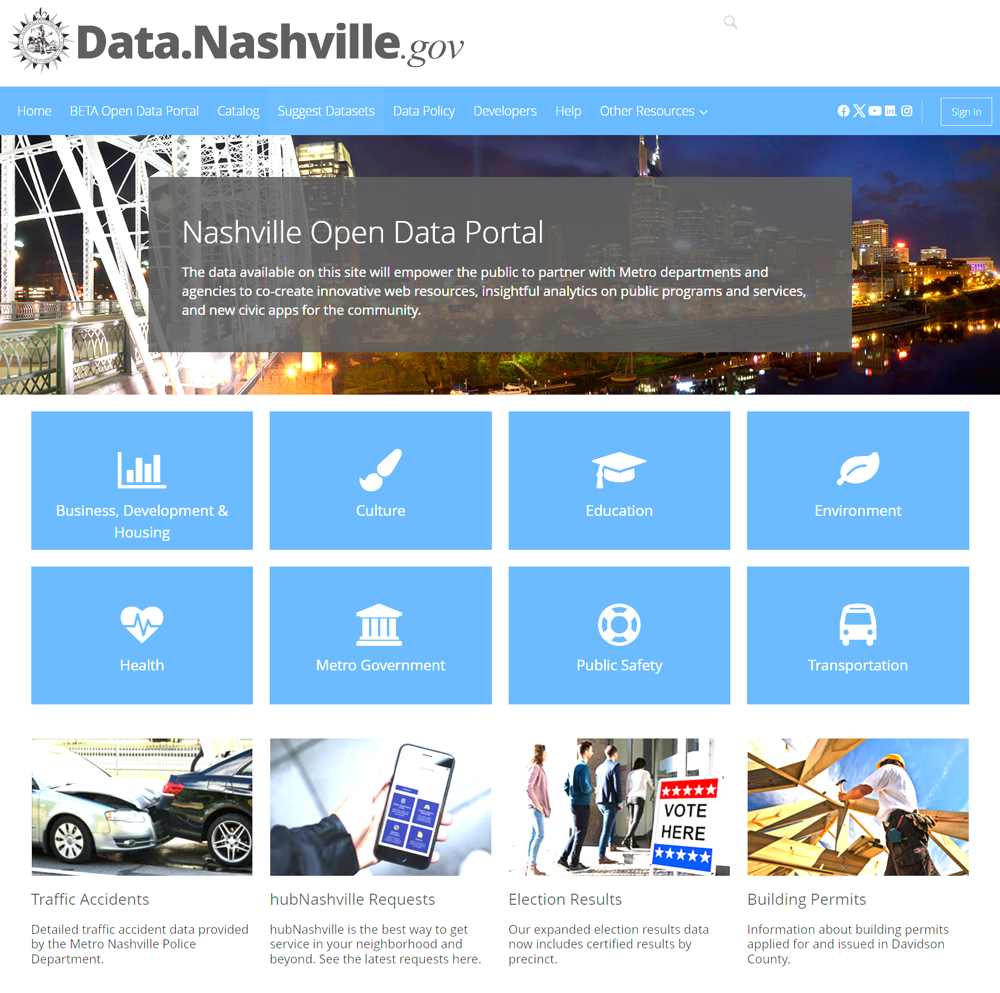 Data.Nashville.gov
Home BETA Open Data Portal Catalog Suggest Datasets Data Policy Developers Help Other Resources Sign In
Nashville Open Data Portal
The data available on this site will empower the public to partner with Metro departments and
agencies to co-create innovative web resources, insightful analytics on public programs and services,
and new civic apps for the community.
Business, Development &
Housing
Culture
Education
Environment
Health
Metro Government
Public Safety
Transportation
VOTE
HERE
Traffic Accidents
Detailed traffic accident data provided
by the Metro Nashville Police
Department.
hubNashville Requests
hubNashville is the best way to get
service in your neighborhood and
beyond. See the latest requests here.
Election Results
Our expanded election results data
now includes certified results by
precinct.
Building Permits
Information about building permits
applied for and issued in Davidson
County.